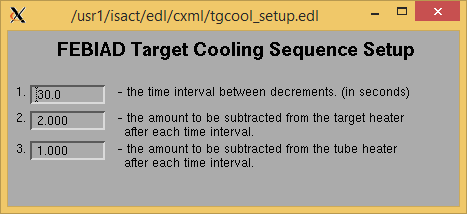 /usr1/isact/edl/cxml/tgcool_setup.edl
FEBIAD Target Cooling Sequence Setup
1. 30.0 - the time interval between decrements. (in seconds)
2. 2.000 - the amount to be subtracted from the target heater
after each time interval.
3. 1.000 - the amount to be subtracted from the tube heater
after each time interval.